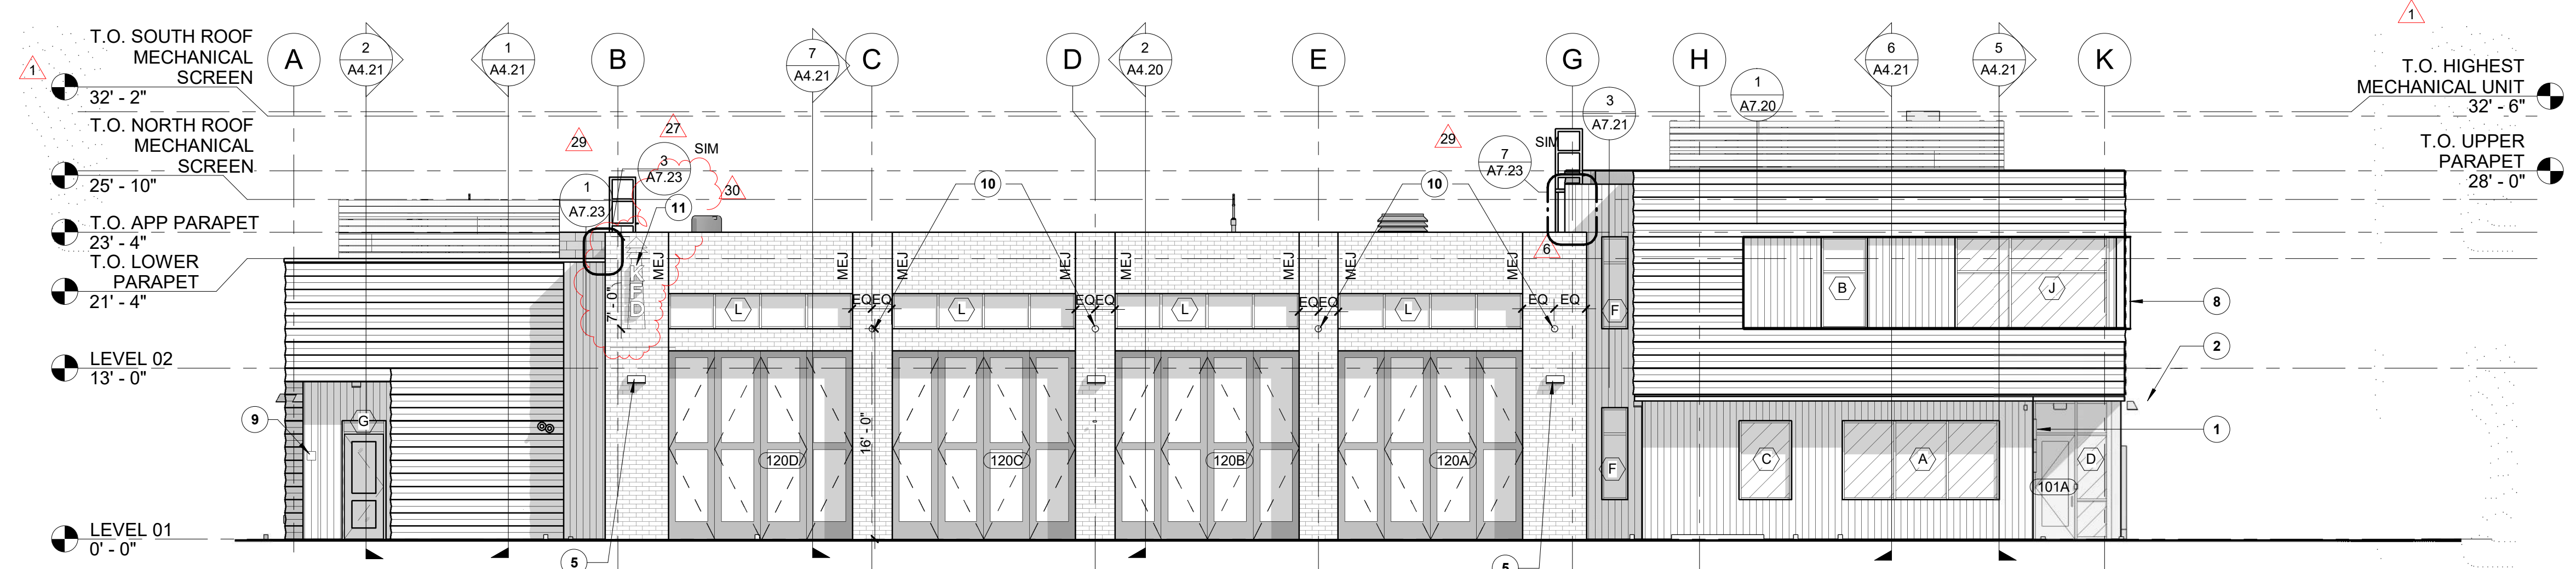 T.O. SOUTH ROOF
MECHANICAL
SCREEN
32' - 2"
T.O. NORTH ROOF
MECHANICAL
SCREEN
25' - 10"
T.O. APP PARAPET
23' - 4"
T.O. LOWER
PARAPET
21' - 4"
LEVEL 02
13' - 0"
LEVEL 01
0' - 0"
1
A
2
A4.21
1
A4.21
B
7
A4.21
C
D
2
A4.20
E
G
H
6
A4.21
5
A4.21
K
1
T.O. HIGHEST
MECHANICAL UNIT
32' - 6"
T.O. UPPER
PARAPET
28' - 0"
29
27
SIM
3
A7.23
30
1
A7.23
11
10
10
29
SIM
7
A7.23
3
A7.21
1
A7.20
6
KFD
7' - 0"
MEJ
MEJ
MEJ
MEJ
MEJ
MEJ
MEJ
MEJ
EQ
EQ
EQ
EQ
EQ
EQ
EQ
EQ
L
L
L
L
F
B
J
8
2
9
G
16' - 0"
120D
120C
120B
120A
F
C
A
D
101A
1
5
5